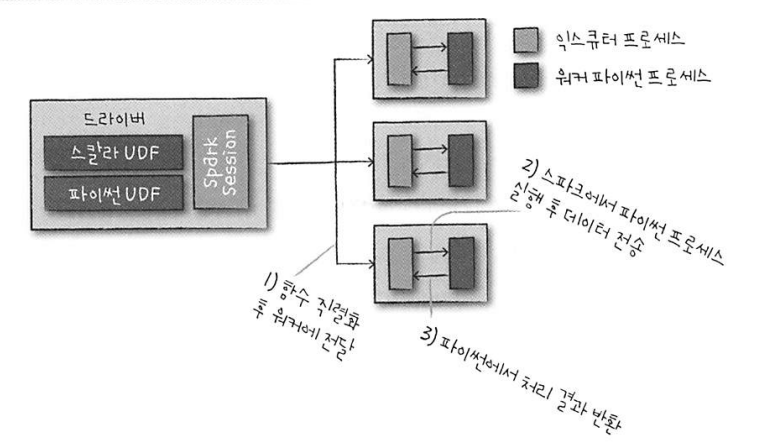 드라이버
스칼라 UDF
파이썬 UDF
Spark
Session
익스큐터 프로세스
워커 파이썬 프로세스
1) 함수 직렬화
후 워커에 전달
2) 스파크에서 파이썬 프로세스
실행 후 데이터 전송
3) 파이썬에서 처리 결과 반환